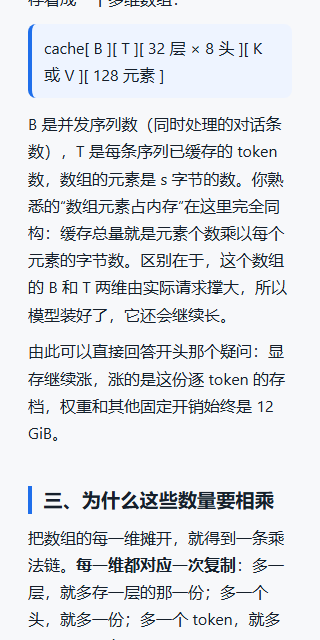 cache[ B ][ T ][ 32 层 × 8 头 ][ K
或 V ][ 128 元素 ]
B 是并发序列数（同时处理的对话条
数），T 是每条序列已缓存的 token
数，数组的元素是 s 字节的数。你熟
悉的“数组元素占内存”在这里完全同
构：缓存总量就是元素个数乘以每个
元素的字节数。区别在于，这个数组
的 B 和 T 两维由实际请求撑大，所以
模型装好了，它还会继续长。
由此可以直接回答开头那个疑问：显
存继续涨，涨的是这份逐 token 的存
档，权重和其他固定开销始终是 12
GiB。
三、为什么这些数量要相乘
把数组的每一维摊开，就得到一条乘
法链。每一维都对应一次复制：多一
层，就多存一层的那一份；多一个
头，就多一份；多一个 token，就多